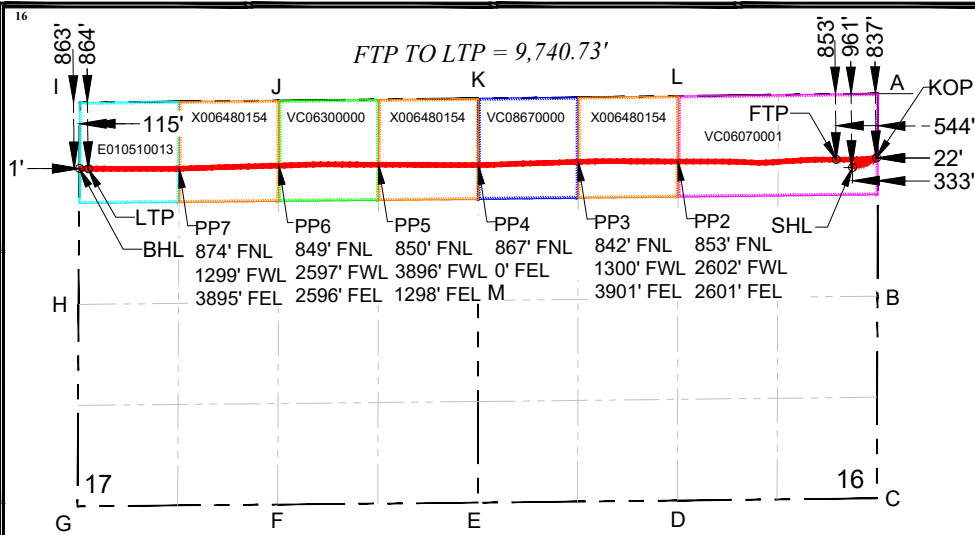 16
863'
864'
FTP TO LTP = 9,740.73'
853'
961'
837'
I
J
K
L
A
KOP
FTP
115'
X006480154
VC06300000
X006480154
VC08670000
X006480154
VC06070001
E010510013
544'
22'
333'
1'
LTP
BHL
SHL
PP7
874' FNL
1299' FWL
3895' FEL
PP6
849' FNL
2597' FWL
2596' FEL
PP5
850' FNL
3896' FWL
1298' FEL
PP4
867' FNL
0' FEL
M
PP3
842' FNL
1300' FWL
3901' FEL
PP2
853' FNL
2602' FWL
2601' FEL
H
B
17
16
G
F
E
D
C